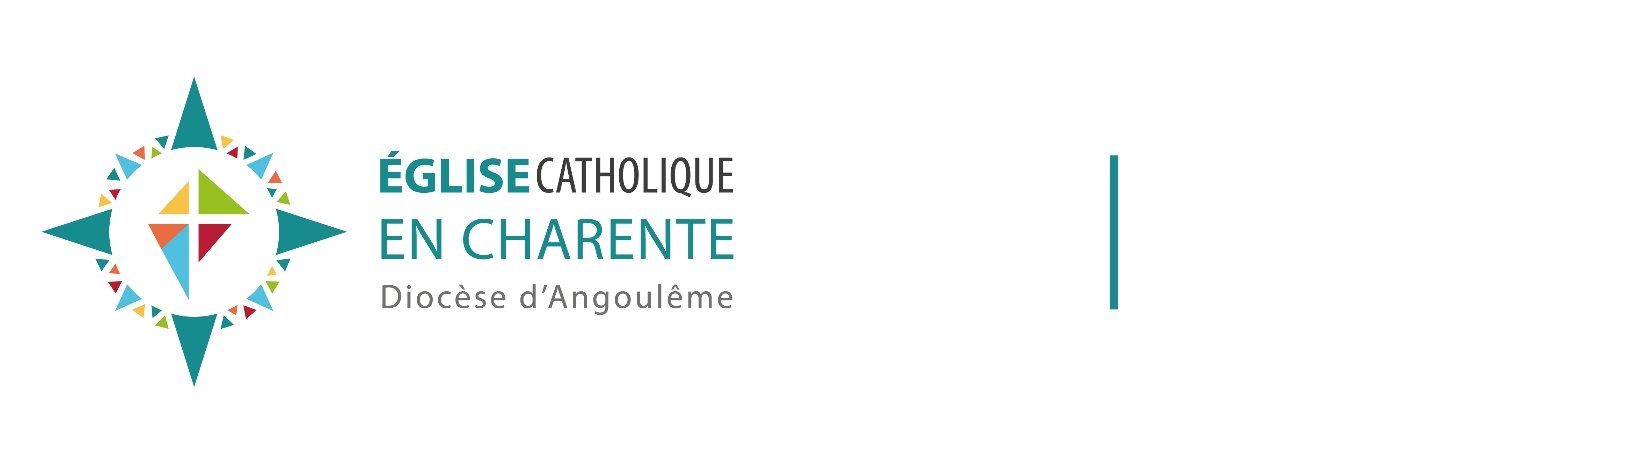 ÉGLISE CATHOLIQUE
EN CHARENTE
Diocèse d'Angoulême